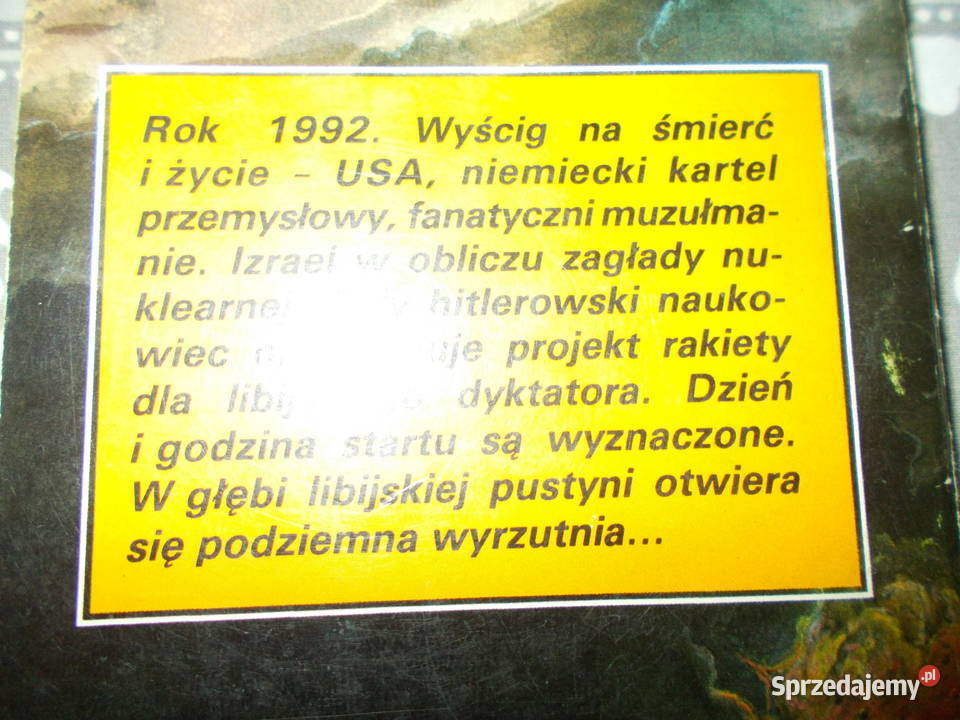 Rok 1992. Wyścig na śmierć
i życie – USA, niemiecki kartel
przemysłowy, fanatyczni muzułma-
nie. Izrael w obliczu zagłady nu-
klearnej. hitlerowski nauko-
wiec projekt rakiety
dla dyktatora. Dzień
i godzina startu są wyznaczone.
W głębi libijskiej pustyni otwiera
się podziemna wyrzutnia...
Sprzedajemy.pl